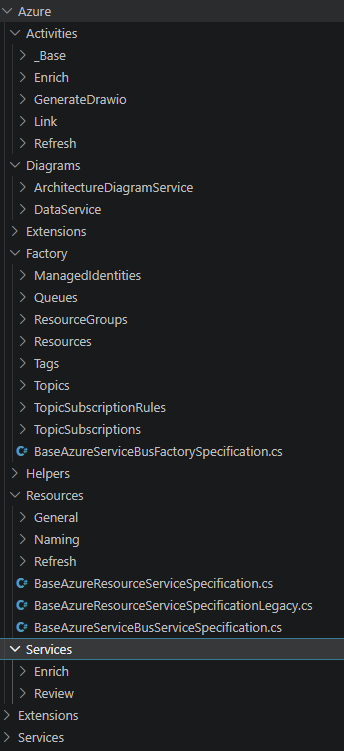 Azure
Activities
_Base
Enrich
GenerateDrawio
Link
Refresh
Diagrams
ArchitectureDiagramService
DataService
Extensions
Factory
ManagedIdentities
Queues
ResourceGroups
Resources
Tags
Topics
TopicSubscriptionRules
TopicSubscriptions
C# BaseAzureServiceBusFactorySpecification.cs
Helpers
Resources
General
Naming
Refresh
C# BaseAzureResourceServiceSpecification.cs
C# BaseAzureResourceServiceSpecificationLegacy.cs
C# BaseAzureServiceBusServiceSpecification.cs
Services
Enrich
Review
Extensions
Services